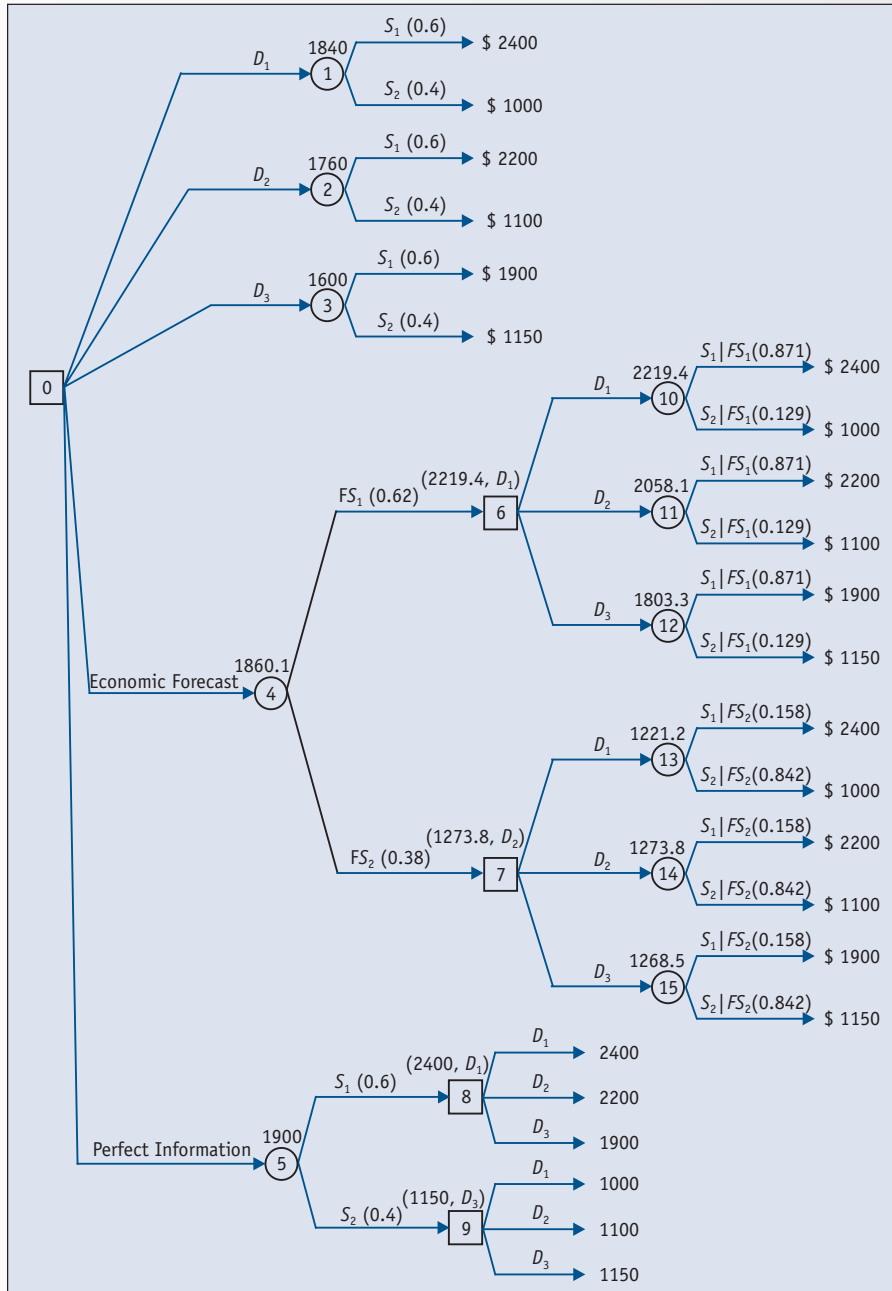 S₁ (0.6)
$ 2400
1840
D₁
1
S₂ (0.4)
$ 1000
S₁ (0.6)
$ 2200
1760
D₂
2
S₂ (0.4)
$ 1100
S₁ (0.6)
$ 1900
1600
D₃
3
S₂ (0.4)
$ 1150
0
S₁|FS₁(0.871)
$ 2400
2219.4
D₁
10
S₂|FS₁(0.129)
$ 1000
S₁|FS₁(0.871)
$ 2200
(2219.4, D₁)
FS₁ (0.62)
6
2058.1
D₂
11
S₂|FS₁(0.129)
$ 1100
S₁|FS₁(0.871)
$ 1900
1803.3
D₃
12
S₂|FS₁(0.129)
$ 1150
1860.1
Economic Forecast
4
S₁|FS₂(0.158)
$ 2400
1221.2
D₁
13
S₂|FS₂(0.842)
$ 1000
S₁|FS₂(0.158)
$ 2200
(1273.8, D₂)
FS₂ (0.38)
7
1273.8
D₂
14
S₂|FS₂(0.842)
$ 1100
S₁|FS₂(0.158)
$ 1900
1268.5
D₃
15
S₂|FS₂(0.842)
$ 1150
D₁
2400
(2400, D₁)
S₁ (0.6)
8
D₂
2200
D₃
1900
1900
Perfect Information
5
D₁
1000
(1150, D₃)
S₂ (0.4)
9
D₂
1100
D₃
1150